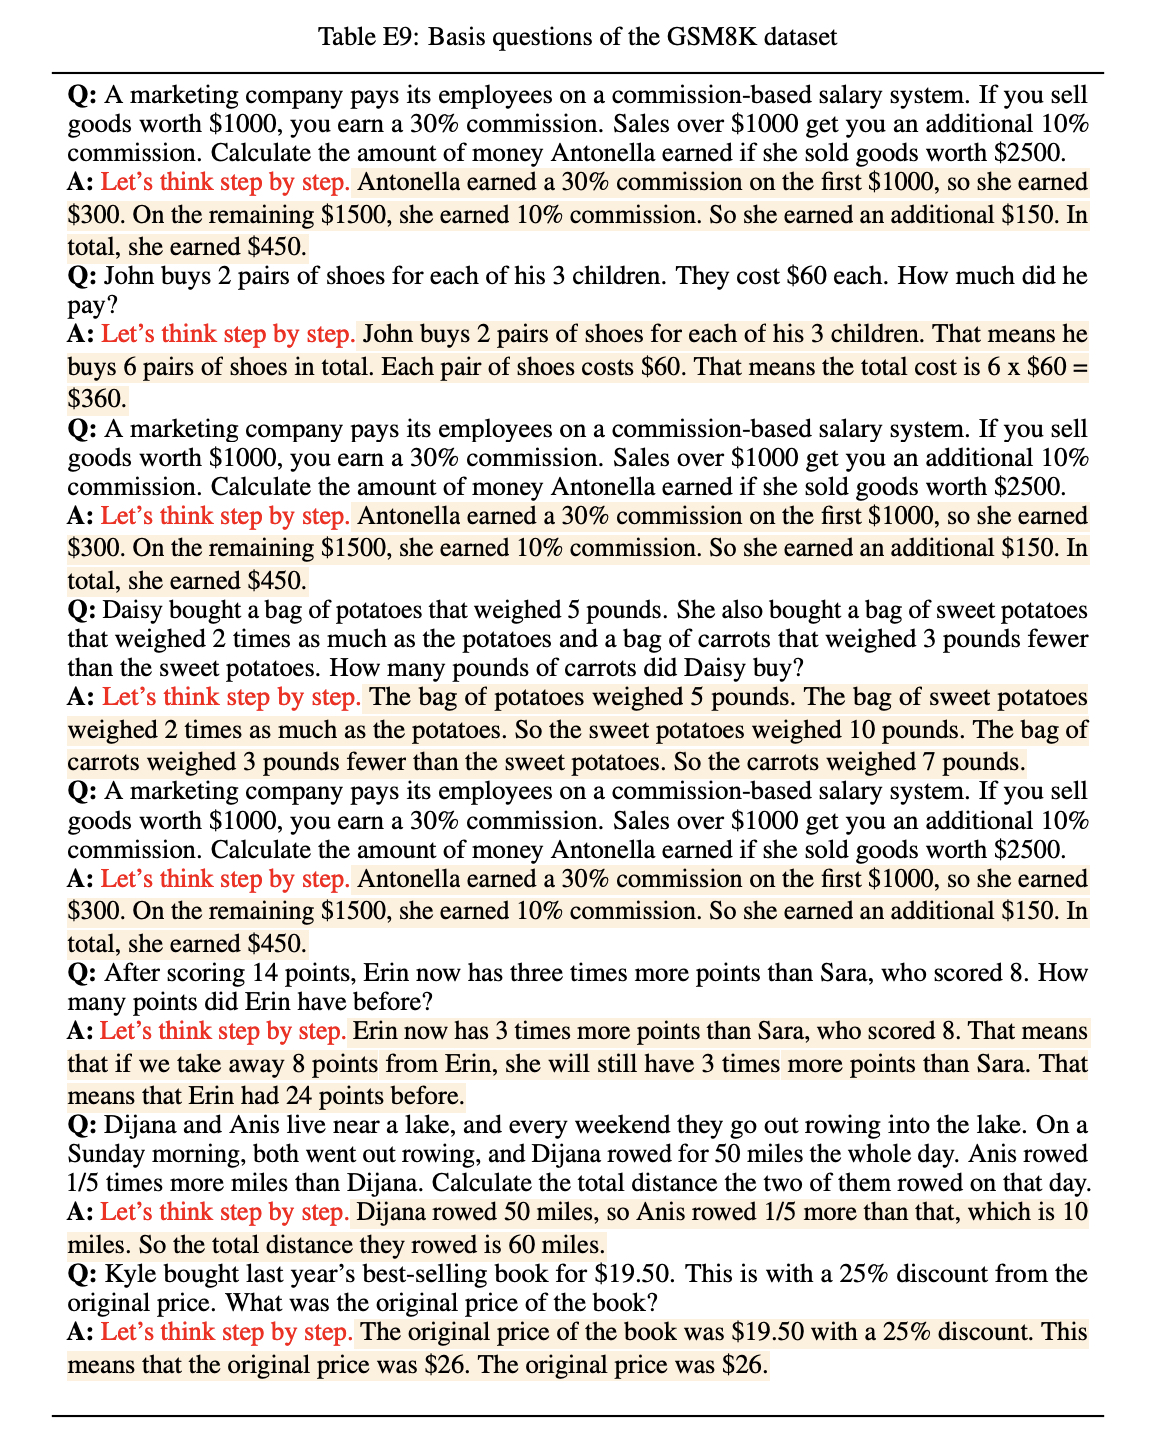 Table E9: Basis questions of the GSM8K dataset
Q: A marketing company pays its employees on a commission-based salary system. If you sell
goods worth $1000, you earn a 30% commission. Sales over $1000 get you an additional 10%
commission. Calculate the amount of money Antonella earned if she sold goods worth $2500.
A: Let’s think step by step. Antonella earned a 30% commission on the first $1000, so she earned
$300. On the remaining $1500, she earned 10% commission. So she earned an additional $150. In
total, she earned $450.
Q: John buys 2 pairs of shoes for each of his 3 children. They cost $60 each. How much did he
pay?
A: Let’s think step by step. John buys 2 pairs of shoes for each of his 3 children. That means he
buys 6 pairs of shoes in total. Each pair of shoes costs $60. That means the total cost is 6 x $60 =
$360.
Q: A marketing company pays its employees on a commission-based salary system. If you sell
goods worth $1000, you earn a 30% commission. Sales over $1000 get you an additional 10%
commission. Calculate the amount of money Antonella earned if she sold goods worth $2500.
A: Let’s think step by step. Antonella earned a 30% commission on the first $1000, so she earned
$300. On the remaining $1500, she earned 10% commission. So she earned an additional $150. In
total, she earned $450.
Q: Daisy bought a bag of potatoes that weighed 5 pounds. She also bought a bag of sweet potatoes
that weighed 2 times as much as the potatoes and a bag of carrots that weighed 3 pounds fewer
than the sweet potatoes. How many pounds of carrots did Daisy buy?
A: Let’s think step by step. The bag of potatoes weighed 5 pounds. The bag of sweet potatoes
weighed 2 times as much as the potatoes. So the sweet potatoes weighed 10 pounds. The bag of
carrots weighed 3 pounds fewer than the sweet potatoes. So the carrots weighed 7 pounds.
Q: A marketing company pays its employees on a commission-based salary system. If you sell
goods worth $1000, you earn a 30% commission. Sales over $1000 get you an additional 10%
commission. Calculate the amount of money Antonella earned if she sold goods worth $2500.
A: Let’s think step by step. Antonella earned a 30% commission on the first $1000, so she earned
$300. On the remaining $1500, she earned 10% commission. So she earned an additional $150. In
total, she earned $450.
Q: After scoring 14 points, Erin now has three times more points than Sara, who scored 8. How
many points did Erin have before?
A: Let’s think step by step. Erin now has 3 times more points than Sara, who scored 8. That means
that if we take away 8 points from Erin, she will still have 3 times more points than Sara. That
means that Erin had 24 points before.
Q: Dijana and Anis live near a lake, and every weekend they go out rowing into the lake. On a
Sunday morning, both went out rowing, and Dijana rowed for 50 miles the whole day. Anis rowed
1/5 times more miles than Dijana. Calculate the total distance the two of them rowed on that day.
A: Let’s think step by step. Dijana rowed 50 miles, so Anis rowed 1/5 more than that, which is 10
miles. So the total distance they rowed is 60 miles.
Q: Kyle bought last year’s best-selling book for $19.50. This is with a 25% discount from the
original price. What was the original price of the book?
A: Let’s think step by step. The original price of the book was $19.50 with a 25% discount. This
means that the original price was $26. The original price was $26.